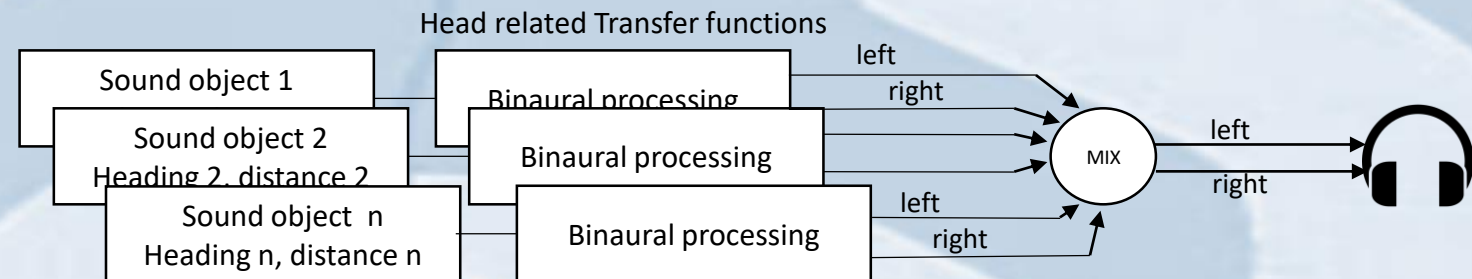 Head related Transfer functions
Sound object 1
Binaural processing
left
right
Sound object 2
Heading 2, distance 2
Binaural processing
Sound object n
Heading n, distance n
Binaural processing
left
right
MIX
left
right